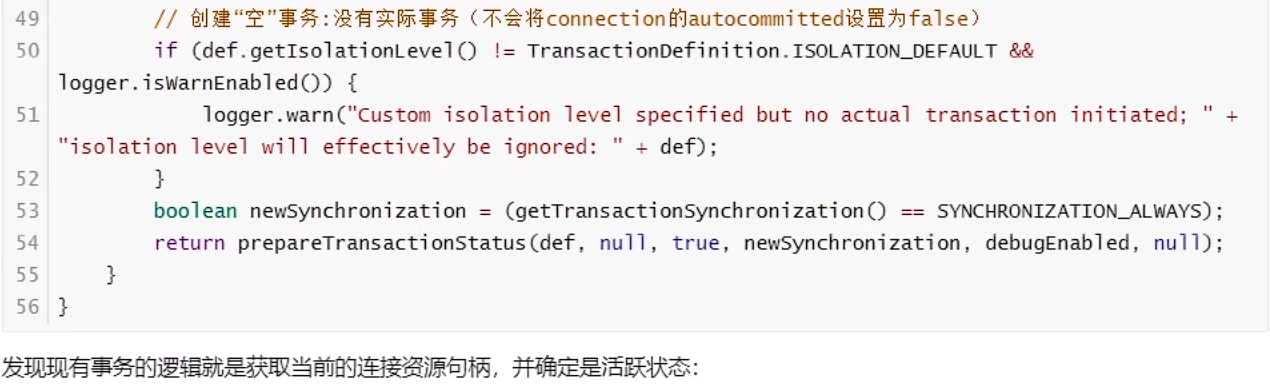 49 // 创建“空”事务:没有实际事务（不会将connection的autocommitted设置为false）
50 if (def.getIsolationLevel() != TransactionDefinition.ISOLATION_DEFAULT &&
logger.isWarnEnabled()) {
51 logger.warn("Custom isolation level specified but no actual transaction initiated; " +
"isolation level will effectively be ignored: " + def);
52 }
53 boolean newSynchronization = (getTransactionSynchronization() == SYNCHRONIZATION_ALWAYS);
54 return prepareTransactionStatus(def, null, true, newSynchronization, debugEnabled, null);
55 }
56 }
发现现有事务的逻辑就是获取当前的连接资源句柄，并确定是活跃状态：